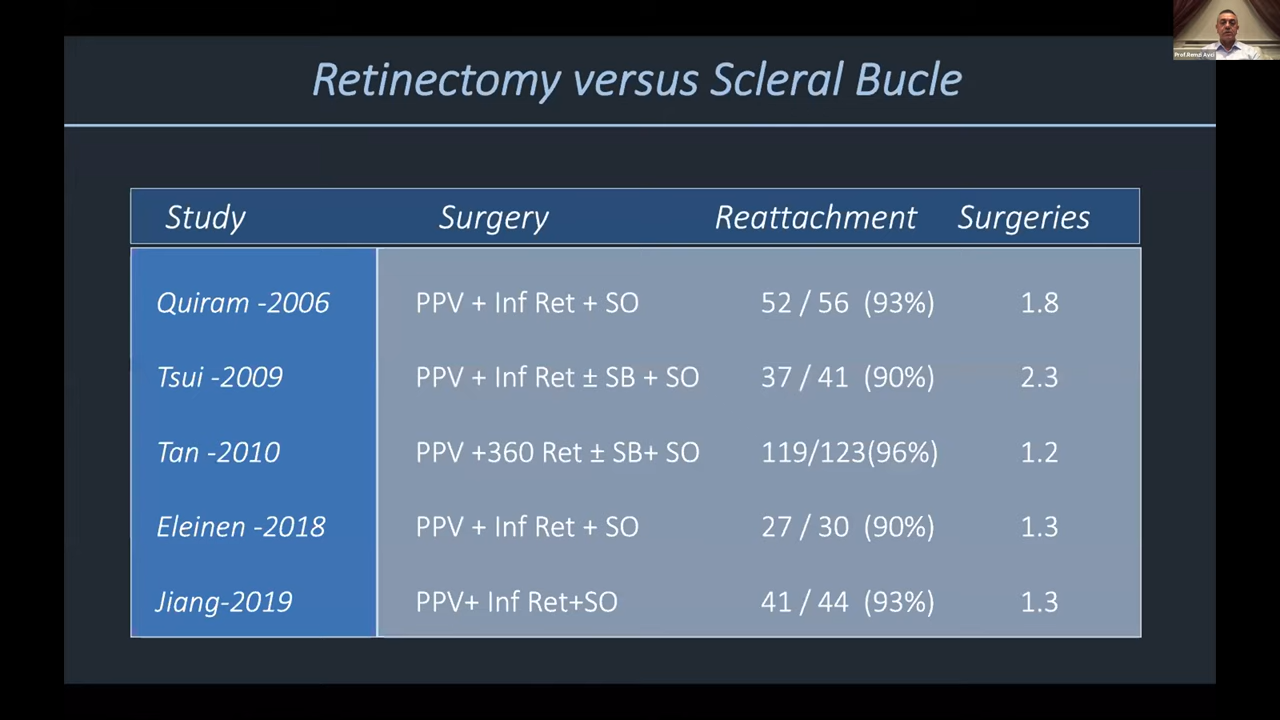 Retinectomy versus Scleral Bucle
Study Surgery Reattachment Surgeries
Quiram -2006 PPV + Inf Ret + SO 52 / 56 (93%) 1.8
Tsui -2009 PPV + Inf Ret ± SB + SO 37 / 41 (90%) 2.3
Tan -2010 PPV +360 Ret ± SB+ SO 119/123(96%) 1.2
Eleinen -2018 PPV + Inf Ret + SO 27 / 30 (90%) 1.3
Jiang-2019 PPV+ Inf Ret+SO 41 / 44 (93%) 1.3